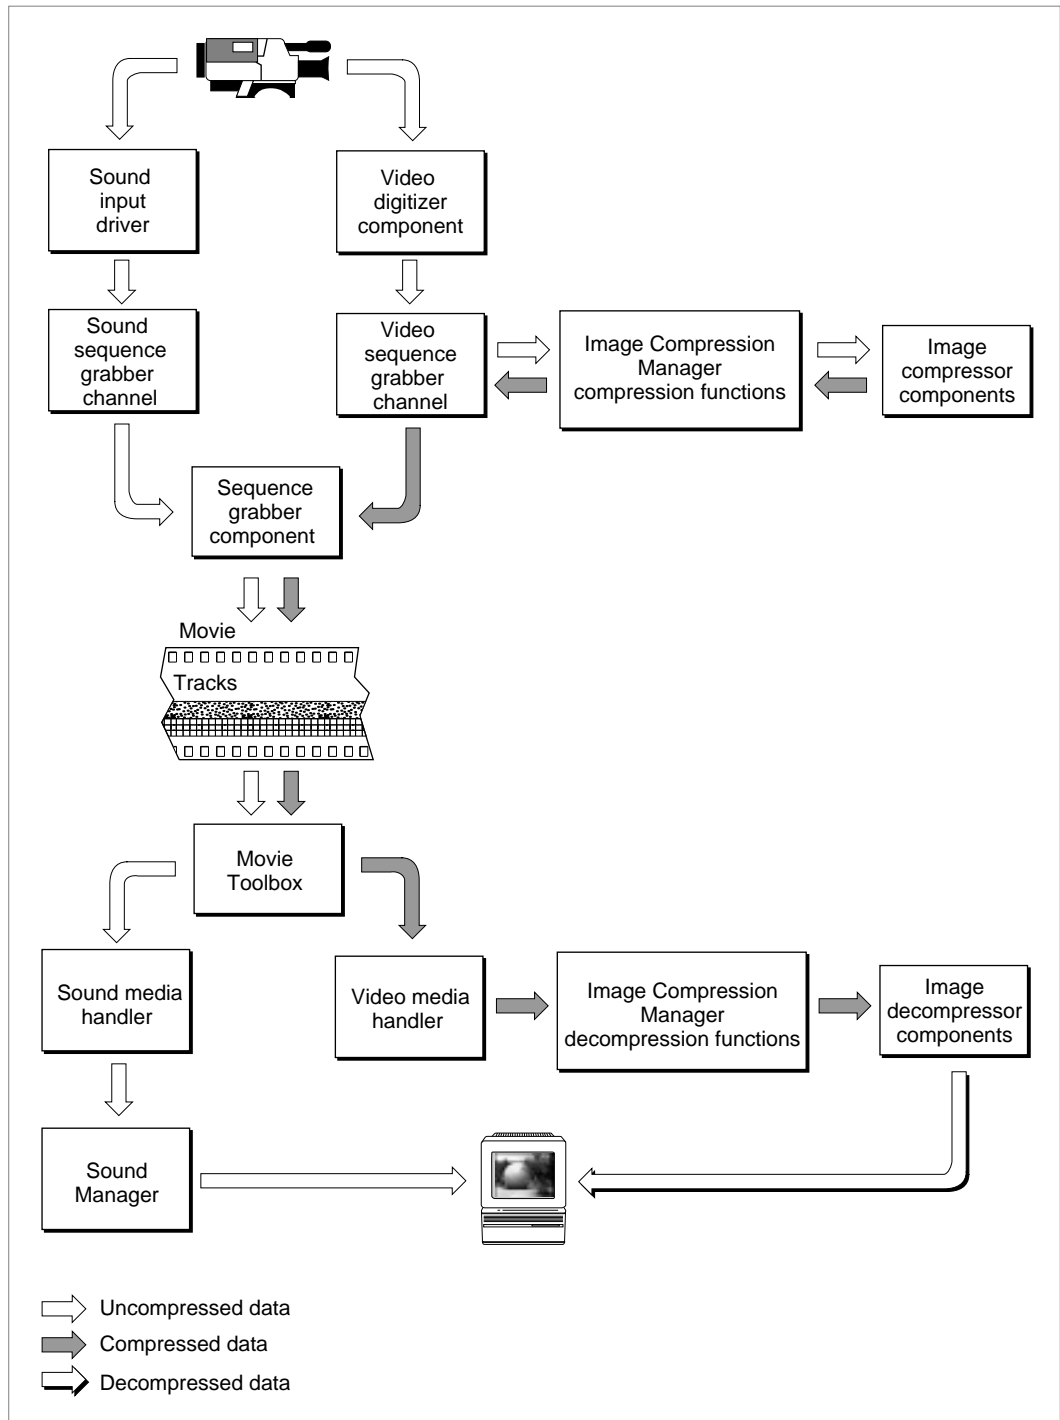 Sound
input
driver
Video
digitizer
component
Sound
sequence
grabber
channel
Video
sequence
grabber
channel
Image Compression
Manager
compression functions
Image
compressor
components
Sequence
grabber
component
Movie
Tracks
Movie
Toolbox
Sound media
handler
Video media
handler
Image Compression
Manager
decompression functions
Image
decompressor
components
Sound
Manager
Uncompressed data
Compressed data
Decompressed data